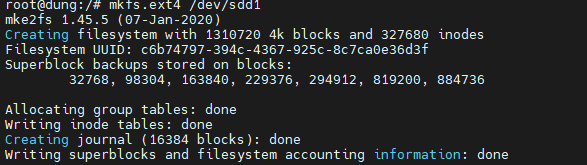 root@dung:/# mkfs.ext4 /dev/sdd1
mke2fs 1.45.5 (07-Jan-2020)
Creating filesystem with 1310720 4k blocks and 327680 inodes
Filesystem UUID: c6b74797-394c-4367-925c-8c7ca0e36d3f
Superblock backups stored on blocks:
32768, 98304, 163840, 229376, 294912, 819200, 884736
Allocating group tables: done
Writing inode tables: done
Creating journal (16384 blocks): done
Writing superblocks and filesystem accounting information: done